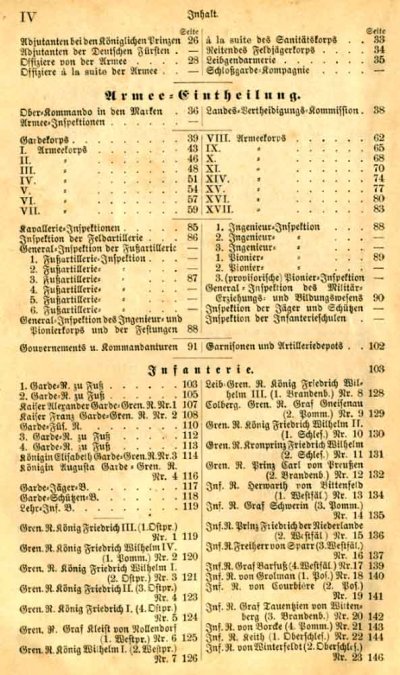 IV
Inhalt.
Seite
Adjutanten bei den Königlichen Prinzen 26
Adjutanten der Deutschen Fürsten . —
Offiziere von der Armee . . . . 28
Offiziere à la suite der Armee . . —
Seite
à la suite des Sanitätskorps . . 33
Reitendes Feldjägerkorps . . . . 34
Leibgendarmerie . . . . . . . 35
Schloßgarde-Kompagnie . . . . —
Armee-Eintheilung.
Ober-Kommando in den Marken . 36
Armee-Inspektionen . . . . . . —
Landes-Vertheidigungs-Kommission . 38
Gardekorps . . . . . . . . . 39
I. Armeekorps . . . . . . . 43
II. " . . . . . . . 46
III. " . . . . . . . 48
IV. " . . . . . . . 51
V. " . . . . . . . 54
VI. " . . . . . . . 57
VII. " . . . . . . . 59
VIII. Armeekorps . . . . . . 62
IX. " . . . . . . 65
X. " . . . . . . 68
XI. " . . . . . . 70
XIV. " . . . . . . 74
XV. " . . . . . . 77
XVI. " . . . . . . 80
XVII. " . . . . . . 83
Kavallerie-Inspektionen . . . . . 85
Inspektion der Feldartillerie . . . 86
General-Inspektion der Fußartillerie —
1. Fußartillerie-Inspektion . . . . —
2. Fußartillerie- " . . . . —
3. Fußartillerie- " . . . . 87
4. Fußartillerie- " . . . . —
5. Fußartillerie- " . . . . —
6. Fußartillerie- " . . . . —
General-Inspektion des Ingenieur- und
Pionierkorps und der Festungen 88
1. Ingenieur-Inspektion . . . . 88
2. Ingenieur- " . . . . —
3. Ingenieur- " . . . . —
1. Pionier- " . . . . 89
2. Pionier- " . . . . —
3. (provisorische) Pionier-Inspektion —
General-Inspektion des Militär-
Erziehungs- und Bildungswesens 90
Inspektion der Jäger und Schützen —
Inspektion der Infanterieschulen . —
Gouvernements u. Kommandanturen 91
Garnisonen und Artilleriedepots . . 102
Infanterie. 103
1. Garde-R. zu Fuß . . . . . . 103
2. Garde-R. zu Fuß . . . . . . 105
Kaiser Alexander Garde-Gren. R. Nr. 1 107
Kaiser Franz Garde-Gren. R. Nr. 2 108
Garde-Füs. R. . . . . . . . . 110
3. Garde-R. zu Fuß . . . . . . 112
4. Garde-R. zu Fuß . . . . . . 113
Königin Elisabeth Garde-Gren. R. Nr. 3 114
Königin Augusta Garde-Gren. R.
Nr. 4 116
Garde-Jäger-B. . . . . . . . . 117
Garde-Schützen-B. . . . . . . . 118
Lehr-Inf. B. . . . . . . . . . 119
Gren. R. König Friedrich III. (1. Ostpr.)
Nr. 1 119
Gren. R. König Friedrich Wilhelm IV.
(1. Pomm.) Nr. 2 120
Gren. R. König Friedrich Wilhelm I.
(2. Ostpr.) Nr. 3 121
Gren. R. König Friedrich II. (3. Ostpr.)
Nr. 4 123
Gren. R. König Friedrich I. (4. Ostpr.)
Nr. 5 124
Gren. R. Graf Kleist von Nollendorf
(1. Westpr.) Nr. 6 125
Gren. R. König Wilhelm I. (2. Westpr.)
Nr. 7 126
Leib-Gren. R. König Friedrich Wil-
helm III. (1. Brandenb.) Nr. 8 128
Colberg. Gren. R. Graf Gneisenau
(2. Pomm.) Nr. 9 129
Gren. R. König Friedrich Wilhelm II.
(1. Schles.) Nr. 10 130
Gren. R. Kronprinz Friedrich Wilhelm
(2. Schles.) Nr. 11 131
Gren. R. Prinz Carl von Preußen
(2. Brandenb.) Nr. 12 132
Inf. R. Herwarth von Bittenfeld
(1. Westfäl.) Nr. 13 134
Inf. R. Graf Schwerin (3. Pomm.)
Nr. 14 135
Inf. R. Prinz Friedrich der Niederlande
(2. Westfäl.) Nr. 15 136
Inf. R. Freiherr von Sparr (3. Westfäl.)
Nr. 16 137
Inf. R. Graf Barfuß (4. Westfäl.) Nr. 17 139
Inf. R. von Grolman (1. Pos.) Nr. 18 140
Inf. R. von Courbière (2. Pos.)
Nr. 19 141
Inf. R. Graf Tauentzien von Witten-
berg (3. Brandenb.) Nr. 20 142
Inf. R. von Borcke (4. Pomm.) Nr. 21 143
Inf. R. Keith (1. Oberschles.) Nr. 22 144
Inf. R. von Winterfeldt (2. Oberschles.)
Nr. 23 146